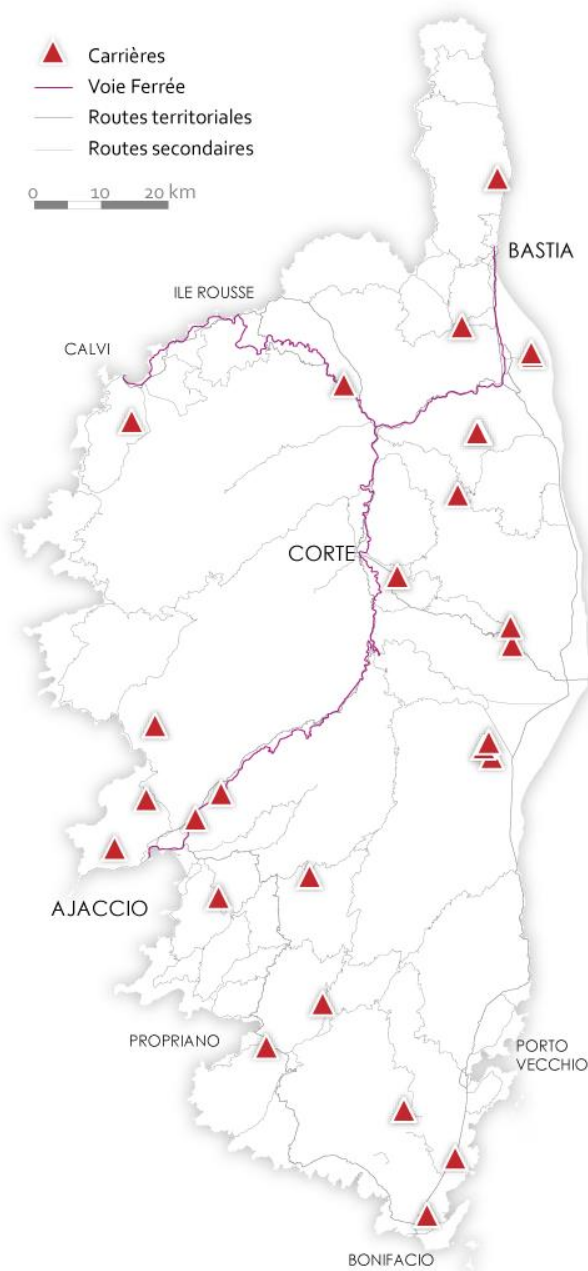 Carrières
Voie Ferrée
Routes territoriales
Routes secondaires
0 10 20 km
BASTIA
ILE ROUSSE
CALVI
CORTE
AJACCIO
PROPRIANO
PORTO
VECCHIO
BONIFACIO